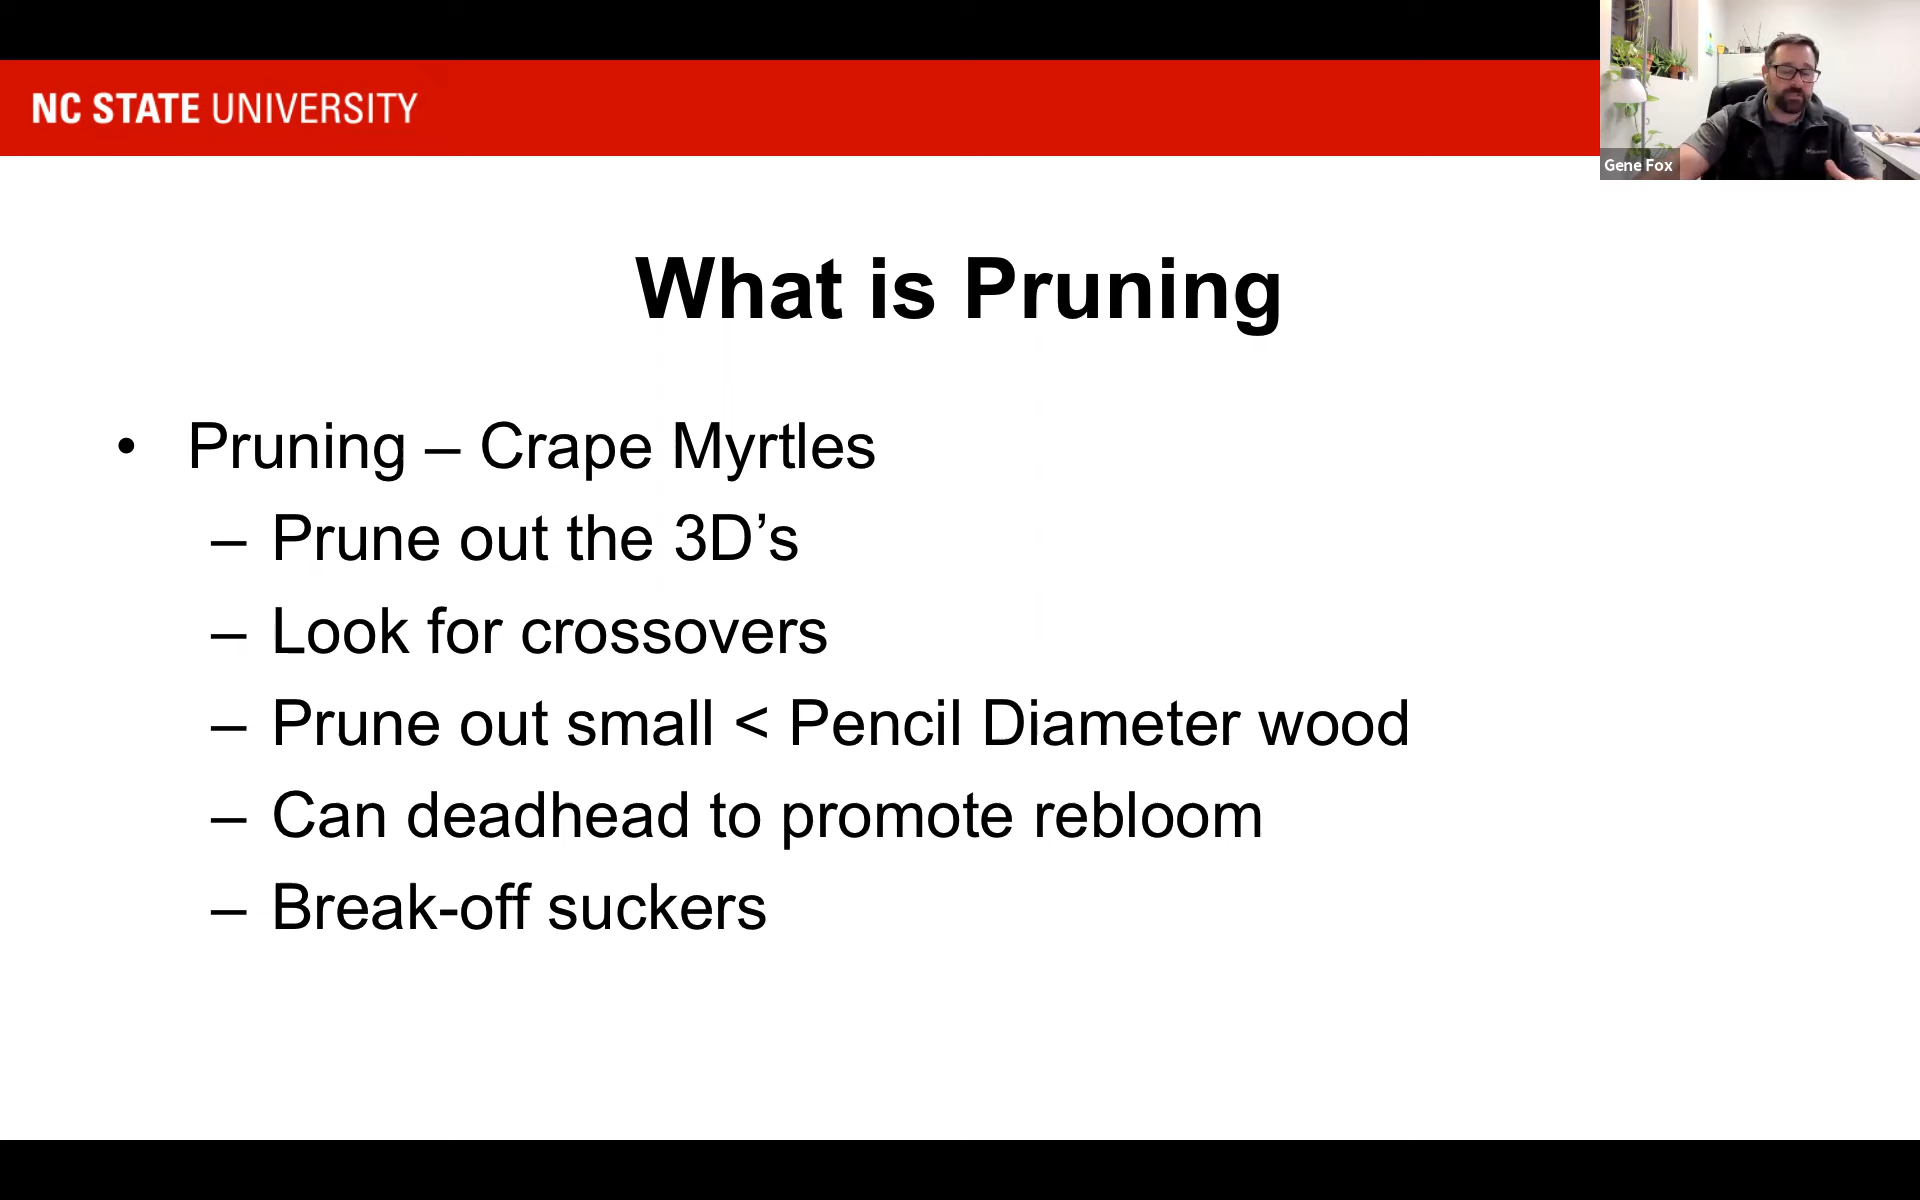 NC STATE UNIVERSITY
Gene Fox
What is Pruning
• Pruning – Crape Myrtles
– Prune out the 3D’s
– Look for crossovers
– Prune out small < Pencil Diameter wood
– Can deadhead to promote rebloom
– Break-off suckers